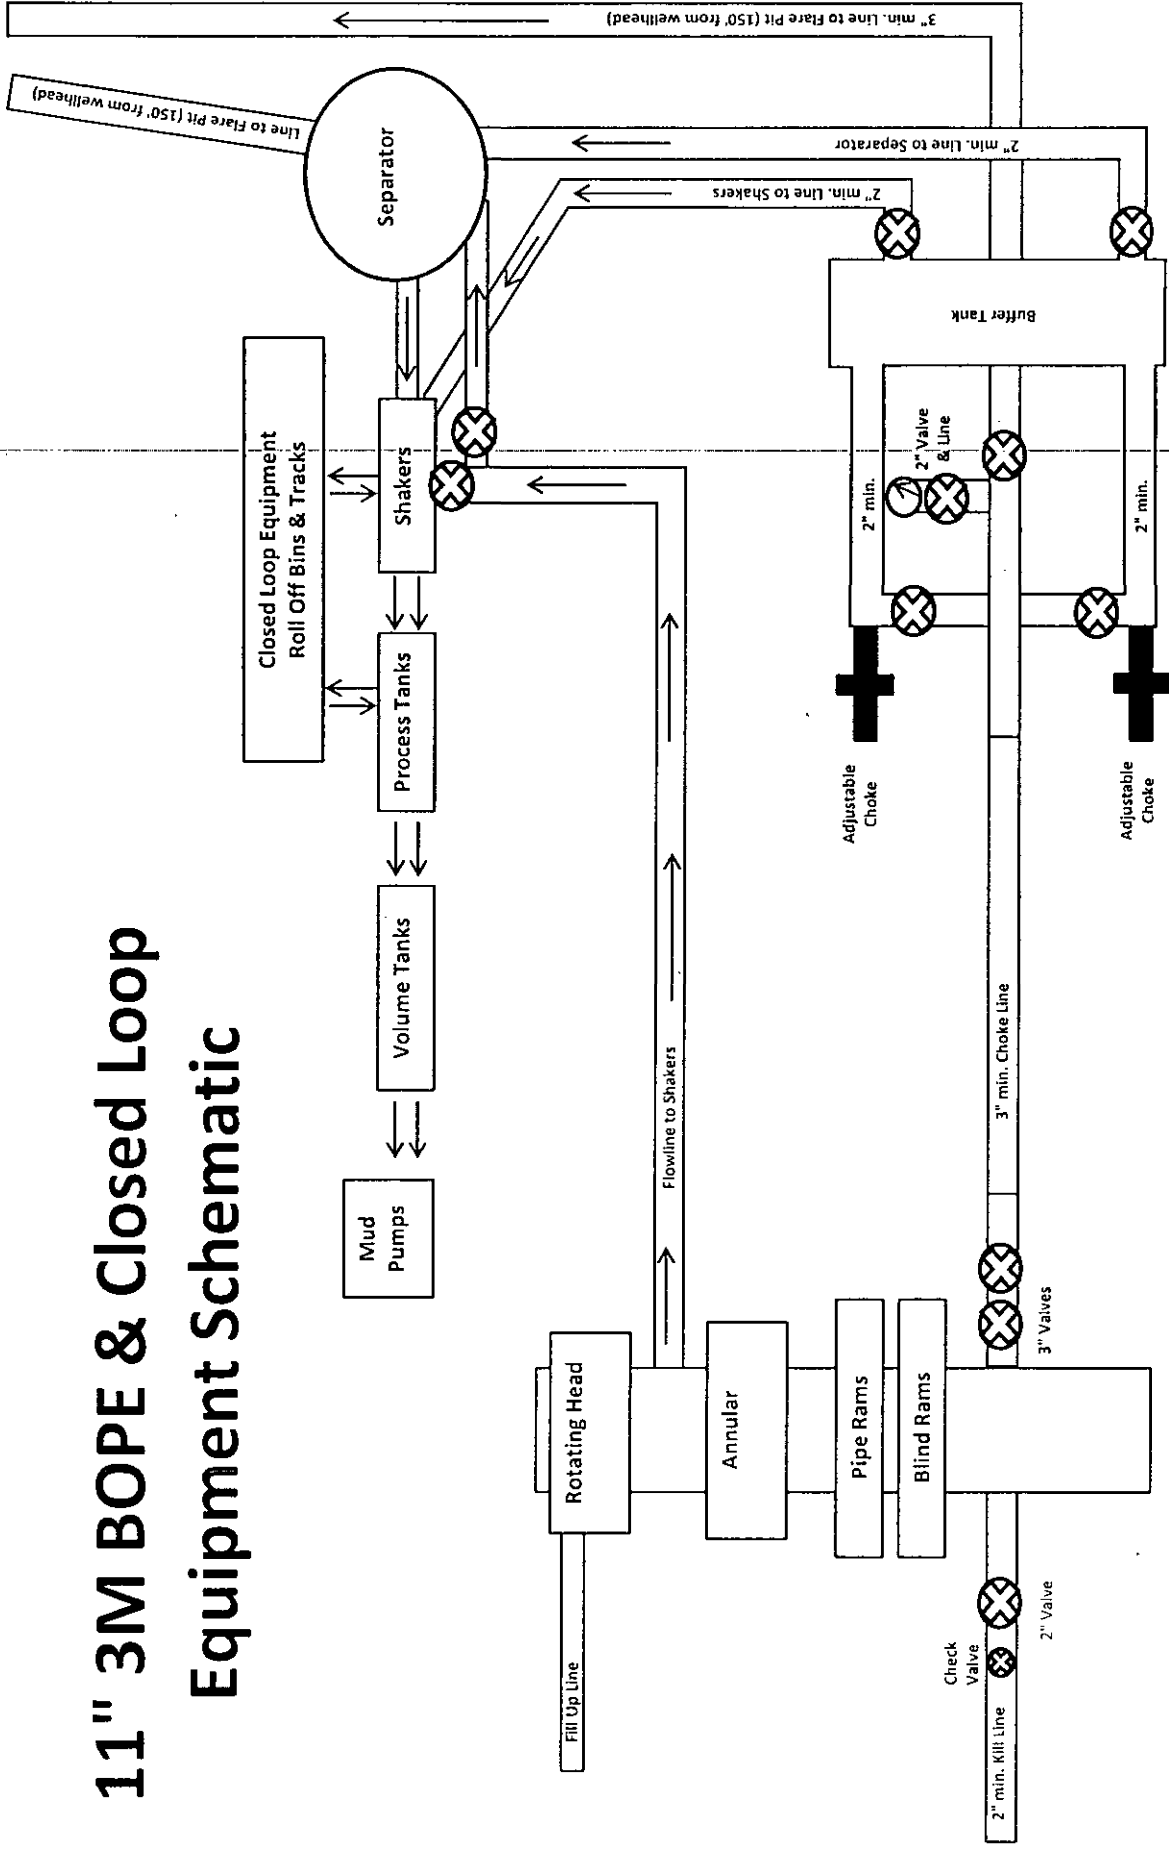 11" 3M BOPE & Closed Loop
Equipment Schematic
Closed Loop Equipment
Roll Off Bins & Tracks
Mud
Pumps
Volume Tanks
Process Tanks
Shakers
Separator
Line to Flare Pit (150' from wellhead)
3" min. Line to Flare Pit (150' from wellhead)
Fill Up Line
Rotating Head
Flowline to Shakers
Annular
Pipe Rams
Blind Rams
2" min. Line to Shakers
2" min. Line to Separator
Adjustable
Choke
2" min.
2" Valve
& Line
Buffer Tank
Check
Valve
2" min. Kill Line
2" Valve
3" Valves
3" min. Choke Line
Adjustable
Choke
2" min.